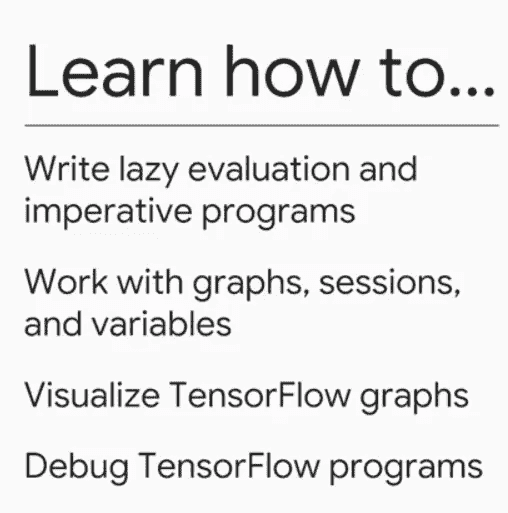 Learn how to...
Write lazy evaluation and
imperative programs
Work with graphs, sessions,
and variables
Visualize TensorFlow graphs
Debug TensorFlow programs